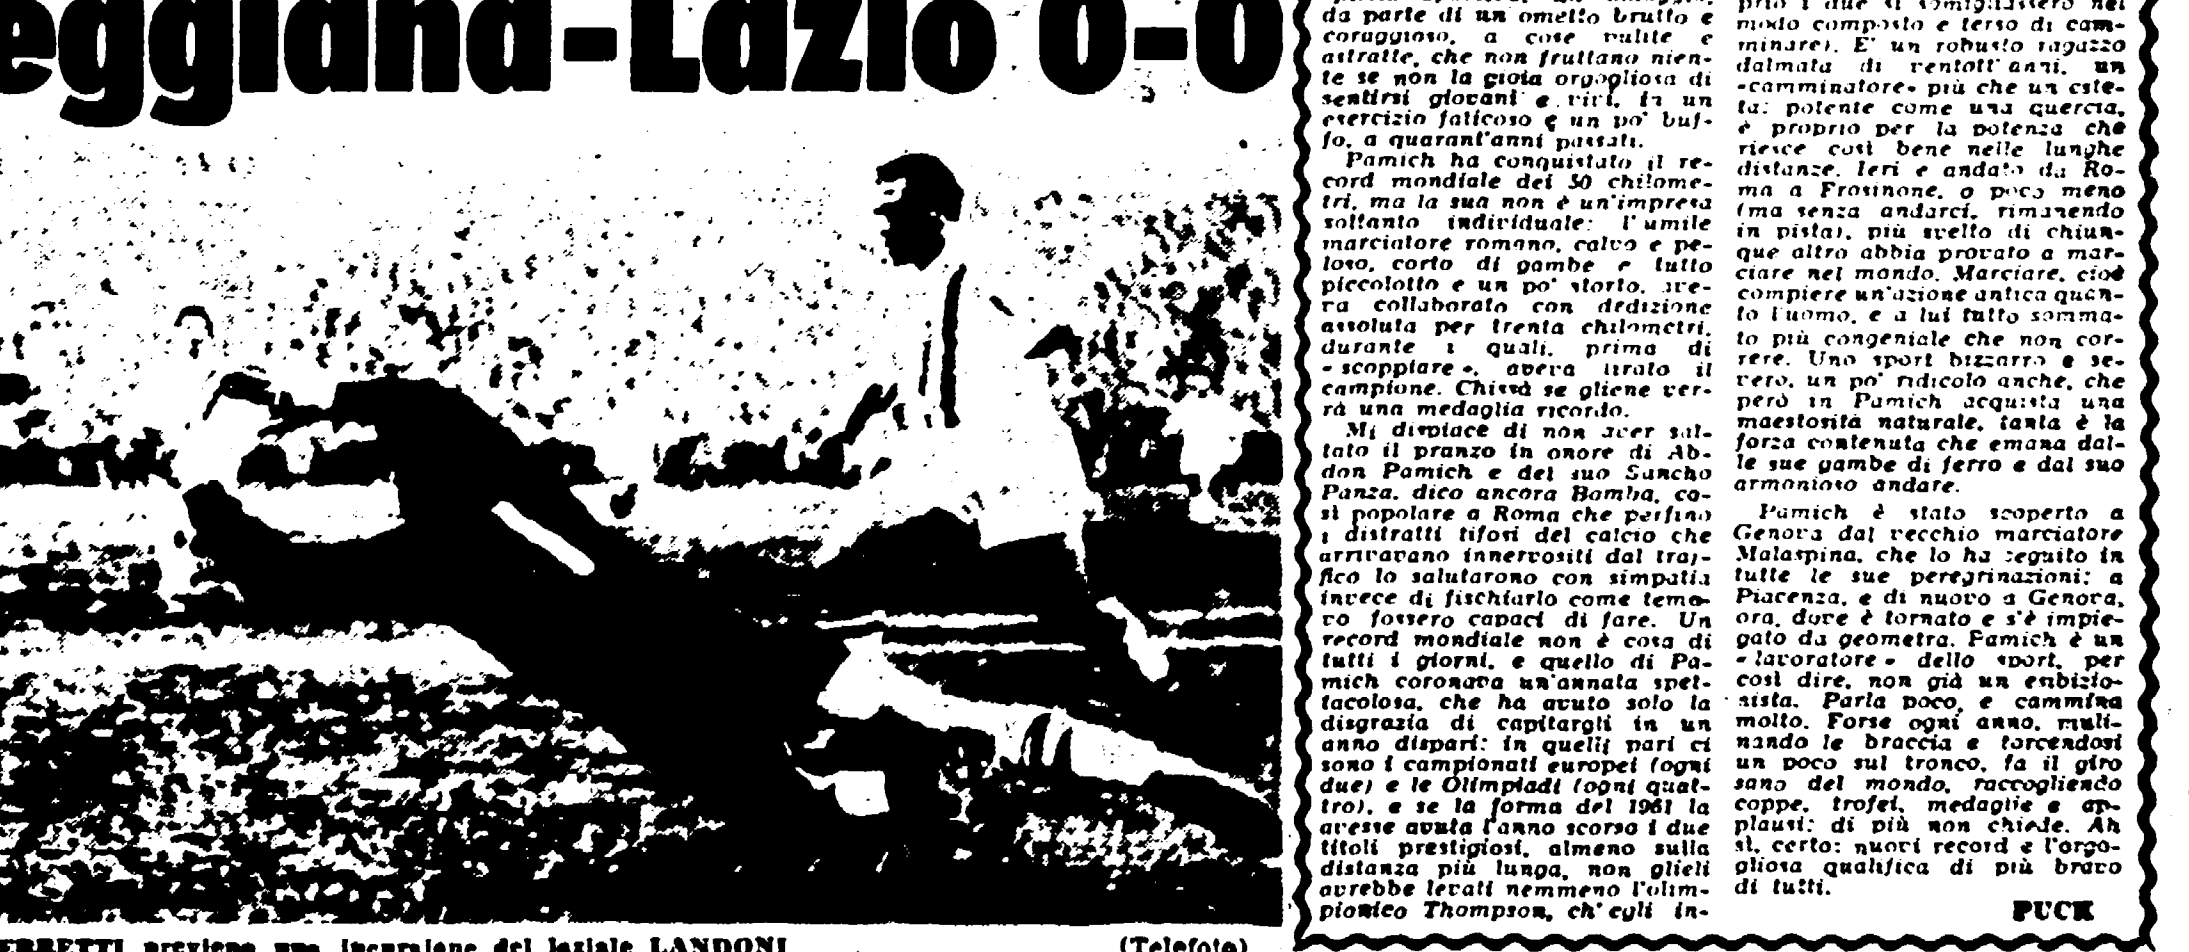 eggiana-Lazio 0-0
ERRETTI previene una incursione del laziale LANDONI
(Telefoto)
da parte di un ometto brutto e
coraggioso, a cose pulite e
astratte, che non fruttano nien-
te se non la gioia orgogliosa di
sentirsi giovani e vivi, in un
esercizio faticoso e un po' buf-
fo, a quarant'anni passati.
Pamich ha conquistato il re-
cord mondiale dei 50 chilome-
tri, ma la sua non è un'impresa
soltanto individuale: l'umile
marciatore romano, calvo e pe-
loso, corto di gambe e tutto
piccolotto e un po' storto, ave-
va collaborato con dedizione
assoluta per trenta chilometri,
durante i quali, prima di
«scoppiare», aveva tirato il
campione. Chissà se gliene ver-
rà una medaglia ricordo.
Mi dispiace di non aver sal-
tato il pranzo in onore di Ab-
don Pamich e del suo Sancho
Panza, dico ancora Bomba, co-
sì popolare a Roma che perfino
i distratti tifosi del calcio che
arrivavano innervositi dal traf-
fico lo salutarono con simpatia
invece di fischiarlo come teme-
vo fossero capaci di fare. Un
record mondiale non è cosa di
tutti i giorni, e quello di Pa-
mich coronava un'annata spet-
tacolosa, che ha avuto solo la
disgrazia di capitargli in un
anno dispari: in quelli pari ci
sono i campionati europei (ogni
due) e le Olimpiadi (ogni quat-
tro), e se la forma del 1961 la
avesse avuta l'anno scorso i due
titoli prestigiosi, almeno sulla
distanza più lunga, non glieli
avrebbe levati nemmeno l'olim-
pionico Thompson, ch'egli in-
prio i due si somigliassero nel
modo composto e terso di cam-
minare). E' un robusto ragazzo
dalmata di ventott'anni, un
«camminatore» più che un este-
ta: potente come una quercia,
è proprio per la potenza che
riesce così bene nelle lunghe
distanze. Ieri è andato da Ro-
ma a Frosinone, o poco meno
(ma senza andarci, rimanendo
in pista), più svelto di chiun-
que altro abbia provato a mar-
ciare nel mondo. Marciare, cioè
compiere un'azione antica quan-
to l'uomo, e a lui tutto somma-
to più congeniale che non cor-
rere. Uno sport bizzarro e se-
vero, un po' ridicolo anche, che
però in Pamich acquista una
maestosità naturale, tanta è la
forza contenuta che emana dal-
le sue gambe di ferro e dal suo
armonioso andare.
Pamich è stato scoperto a
Genova dal vecchio marciatore
Malaspina, che lo ha seguito in
tutte le sue peregrinazioni: a
Piacenza, e di nuovo a Genova,
ora, dove è tornato e s'è impie-
gato da geometra. Pamich è un
«lavoratore» dello sport, per
così dire, non già un esibizio-
nista. Parla poco, e cammina
molto. Forse ogni anno, muli-
nando le braccia e torcendosi
un poco sul tronco, fa il giro
sano del mondo, raccogliendo
coppe, trofei, medaglie e ap-
plausi: di più non chiede. Ah
sì, certo: nuovi record e l'orgo-
gliosa qualifica di più bravo
di tutti.
PUCK